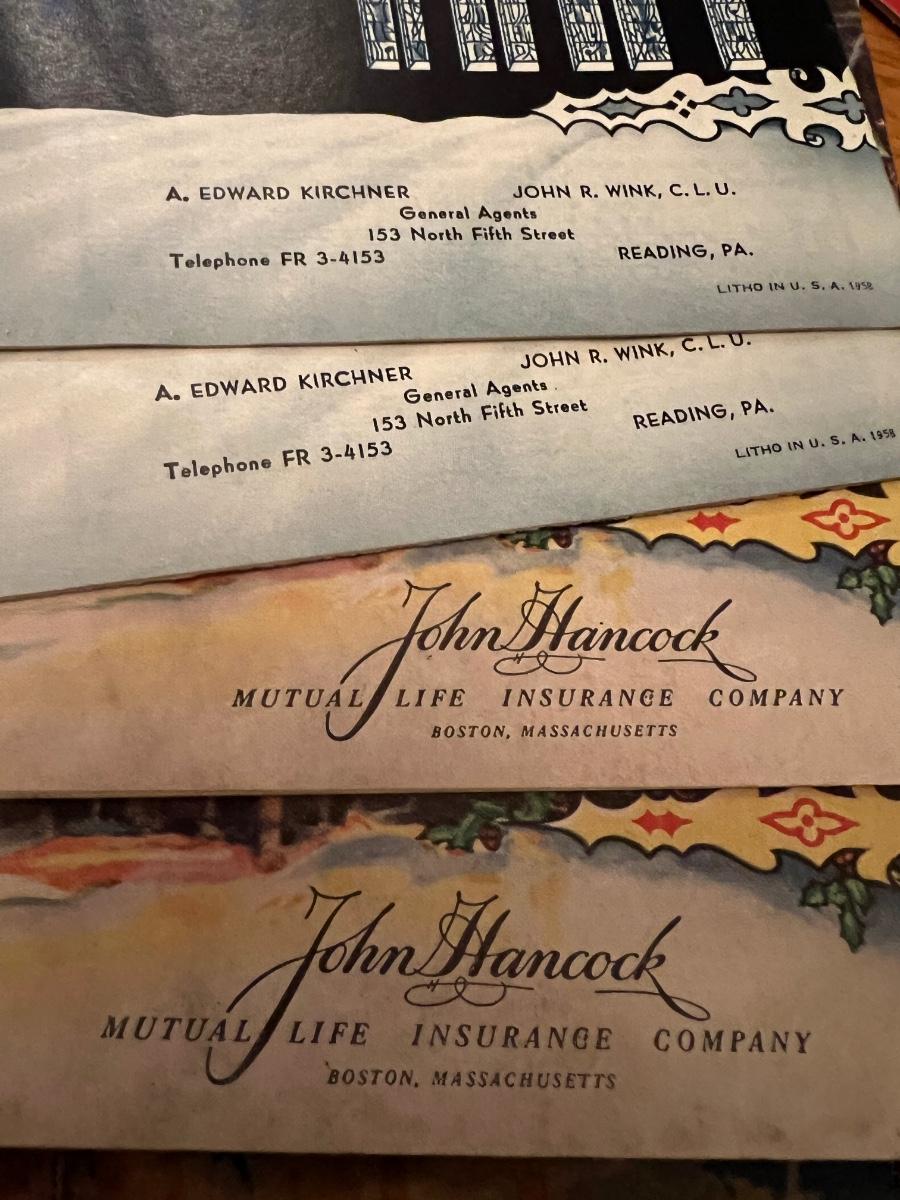 A. EDWARD KIRCHNER JOHN R. WINK, C. L. U.
General Agents
153 North Fifth Street
Telephone FR 3-4153 READING, PA.
LITHO IN U. S. A. 1958
A. EDWARD KIRCHNER JOHN R. WINK, C. L. U.
General Agents
153 North Fifth Street
Telephone FR 3-4153 READING, PA.
LITHO IN U. S. A. 1958
John Hancock
MUTUAL LIFE INSURANCE COMPANY
BOSTON, MASSACHUSETTS
John Hancock
MUTUAL LIFE INSURANCE COMPANY
BOSTON, MASSACHUSETTS